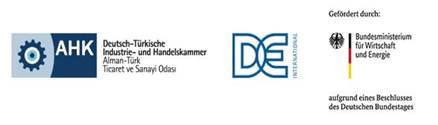 AHK
Deutsch-Türkische
Industrie- und Handelskammer
Alman-Türk
Ticaret ve Sanayi Odası
DE
INTERNATIONAL
Gefördert durch:
Bundesministerium
für Wirtschaft
und Energie
aufgrund eines Beschlusses
des Deutschen Bundestages